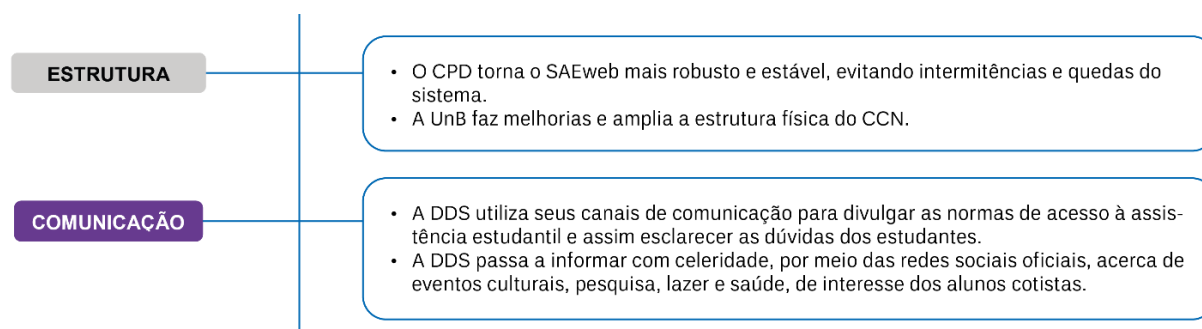 ESTRUTURA
• O CPD torna o SAEweb mais robusto e estável, evitando intermitências e quedas do
sistema.
• A UnB faz melhorias e amplia a estrutura física do CCN.
COMUNICAÇÃO
• A DDS utiliza seus canais de comunicação para divulgar as normas de acesso à assis-
tência estudantil e assim esclarecer as dúvidas dos estudantes.
• A DDS passa a informar com celeridade, por meio das redes sociais oficiais, acerca de
eventos culturais, pesquisa, lazer e saúde, de interesse dos alunos cotistas.